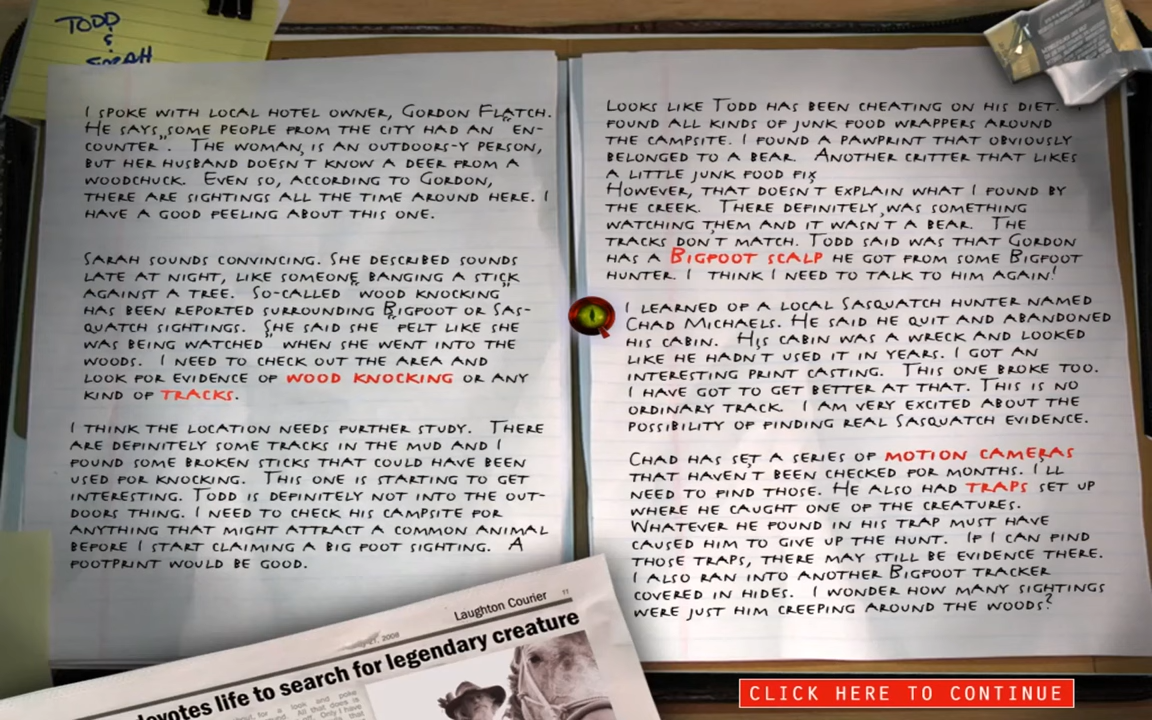 TODD
&
SARAH
I SPOKE WITH LOCAL HOTEL OWNER, GORDON FLATCH.
HE SAYS SOME PEOPLE FROM THE CITY HAD AN "EN-
COUNTER". THE WOMAN, IS AN OUTDOORS-Y PERSON,
BUT HER HUSBAND DOESN'T KNOW A DEER FROM A
WOODCHUCK. EVEN SO, ACCORDING TO GORDON,
THERE ARE SIGHTINGS ALL THE TIME AROUND HERE. I
HAVE A GOOD FEELING ABOUT THIS ONE.
SARAH SOUNDS CONVINCING. SHE DESCRIBED SOUNDS
LATE AT NIGHT, LIKE SOMEONE BANGING A STICK
AGAINST A TREE. SO-CALLED "WOOD KNOCKING"
HAS BEEN REPORTED SURROUNDING BIGFOOT OR SAS-
QUATCH SIGHTINGS. SHE SAID SHE "FELT LIKE SHE
WAS BEING WATCHED" WHEN SHE WENT INTO THE
WOODS. I NEED TO CHECK OUT THE AREA AND
LOOK FOR EVIDENCE OF WOOD KNOCKING OR ANY
KIND OF TRACKS.
I THINK THE LOCATION NEEDS FURTHER STUDY. THERE
ARE DEFINITELY SOME TRACKS IN THE MUD AND I
FOUND SOME BROKEN STICKS THAT COULD HAVE BEEN
USED FOR KNOCKING. THIS ONE IS STARTING TO GET
INTERESTING. TODD IS DEFINITELY NOT INTO THE OUT-
DOORS THING. I NEED TO CHECK HIS CAMPSITE FOR
ANYTHING THAT MIGHT ATTRACT A COMMON ANIMAL
BEFORE I START CLAIMING A BIG FOOT SIGHTING. A
FOOTPRINT WOULD BE GOOD.
LOOKS LIKE TODD HAS BEEN CHEATING ON HIS DIET. I
FOUND ALL KINDS OF JUNK FOOD WRAPPERS AROUND
THE CAMPSITE. I FOUND A PAWPRINT THAT OBVIOUSLY
BELONGED TO A BEAR. ANOTHER CRITTER THAT LIKES
A LITTLE JUNK FOOD FIX.
HOWEVER, THAT DOESN'T EXPLAIN WHAT I FOUND BY
THE CREEK. THERE DEFINITELY WAS SOMETHING
WATCHING THEM AND IT WASN'T A BEAR. THE
TRACKS DON'T MATCH. TODD SAID WAS THAT GORDON
HAS A BIGFOOT SCALP HE GOT FROM SOME BIGFOOT
HUNTER. I THINK I NEED TO TALK TO HIM AGAIN!
I LEARNED OF A LOCAL SASQUATCH HUNTER NAMED
CHAD MICHAELS. HE SAID HE QUIT AND ABANDONED
HIS CABIN. HIS CABIN WAS A WRECK AND LOOKED
LIKE HE HADN'T USED IT IN YEARS. I GOT AN
INTERESTING PRINT CASTING. THIS ONE BROKE TOO.
I HAVE GOT TO GET BETTER AT THAT. THIS IS NO
ORDINARY TRACK. I AM VERY EXCITED ABOUT THE
POSSIBILITY OF FINDING REAL SASQUATCH EVIDENCE.
CHAD HAS SET A SERIES OF MOTION CAMERAS
THAT HAVEN'T BEEN CHECKED FOR MONTHS. I'LL
NEED TO FIND THOSE. HE ALSO HAD TRAPS SET UP
WHERE HE CAUGHT ONE OF THE CREATURES.
WHATEVER HE FOUND IN HIS TRAP MUST HAVE
CAUSED HIM TO GIVE UP THE HUNT. IF I CAN FIND
THOSE TRAPS, THERE MAY STILL BE EVIDENCE THERE.
I ALSO RAN INTO ANOTHER BIGFOOT TRACKER
COVERED IN HIDES. I WONDER HOW MANY SIGHTINGS
WERE JUST HIM CREEPING AROUND THE WOODS?
Laughton Courier 11
2008
devotes life to search for legendary creature
CLICK HERE TO CONTINUE